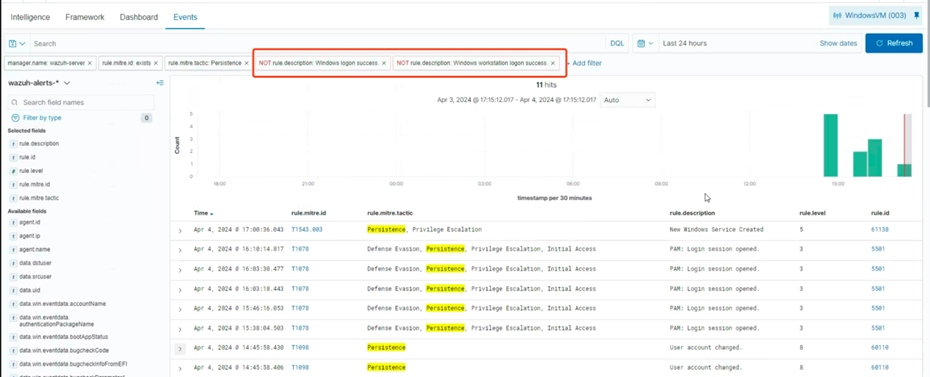 Intelligence Framework Dashboard Events WindowsVM (003)
Search DQL Last 24 hours Show dates Refresh
manager.name: wazuh-server × rule.mitre.id: exists × rule.mitre.tactic: Persistence × NOT rule.description: Windows logon success × NOT rule.description: Windows workstation logon success × + Add filter
wazuh-alerts-*
Search field names
Filter by type 0
Selected fields
rule.description
rule.id
rule.level
rule.mitre.id
rule.mitre.tactic
Available fields
agent.id
agent.ip
agent.name
data.dstuser
data.srcuser
data.uid
data.win.eventdata.accountName
data.win.eventdata.
authenticationPackageName
data.win.eventdata.bootAppStatus
data.win.eventdata.bugcheckCode
data.win.eventdata.bugcheckInfoFromEFI
11 hits
Apr 3, 2024 @ 17:15:12.017 - Apr 4, 2024 @ 17:15:12.017 Auto
Count
5
4
3
2
1
0
18:00 21:00 00:00 03:00 06:00 09:00 12:00 15:00
timestamp per 30 minutes
Time rule.mitre.id rule.mitre.tactic rule.description rule.level rule.id
Apr 4, 2024 @ 17:00:36.043 T1543.003 Persistence, Privilege Escalation New Windows Service Created 5 61138
Apr 4, 2024 @ 16:10:14.817 T1078 Defense Evasion, Persistence, Privilege Escalation, Initial Access PAM: Login session opened. 3 5501
Apr 4, 2024 @ 16:03:30.477 T1078 Defense Evasion, Persistence, Privilege Escalation, Initial Access PAM: Login session opened. 3 5501
Apr 4, 2024 @ 16:03:18.443 T1078 Defense Evasion, Persistence, Privilege Escalation, Initial Access PAM: Login session opened. 3 5501
Apr 4, 2024 @ 15:46:16.053 T1078 Defense Evasion, Persistence, Privilege Escalation, Initial Access PAM: Login session opened. 3 5501
Apr 4, 2024 @ 15:38:04.503 T1078 Defense Evasion, Persistence, Privilege Escalation, Initial Access PAM: Login session opened. 3 5501
Apr 4, 2024 @ 14:45:58.430 T1098 Persistence User account changed. 8 60110
Apr 4, 2024 @ 14:45:58.406 T1098 Persistence User account changed. 8 60110